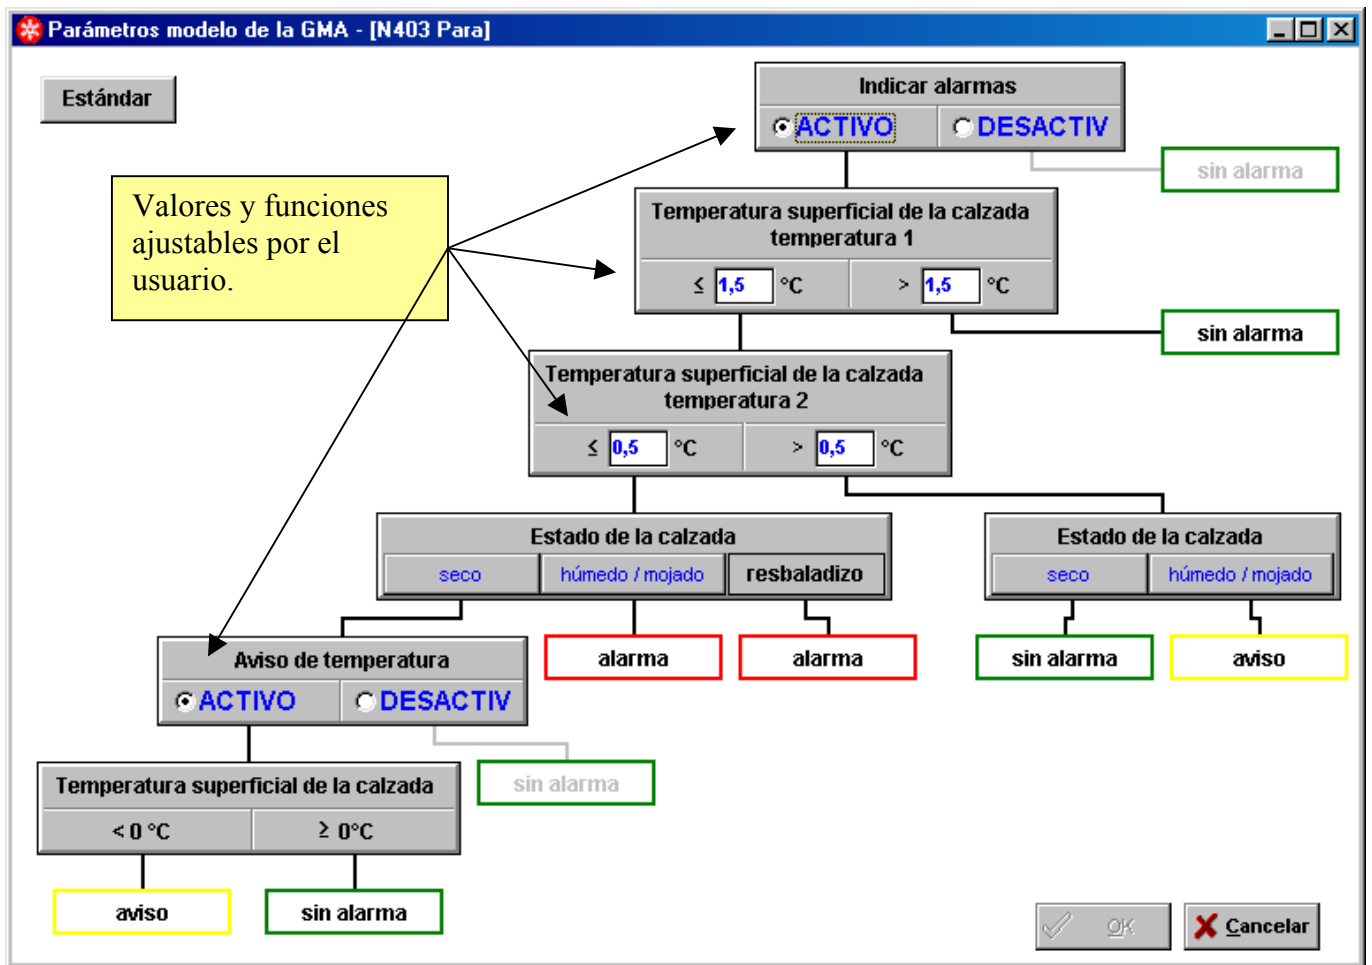 Parámetros modelo de la GMA - [N403 Para]
Estándar
Indicar alarmas
ACTIVO DESACTIV
sin alarma
Valores y funciones
ajustables por el
usuario.
Temperatura superficial de la calzada
temperatura 1
≤ 1,5 °C > 1,5 °C
sin alarma
Temperatura superficial de la calzada
temperatura 2
≤ 0,5 °C > 0,5 °C
Estado de la calzada
seco húmedo / mojado resbaladizo
Estado de la calzada
seco húmedo / mojado
alarma alarma sin alarma aviso
Aviso de temperatura
ACTIVO DESACTIV
sin alarma
Temperatura superficial de la calzada
< 0 °C ≥ 0°C
aviso sin alarma
OK Cancelar